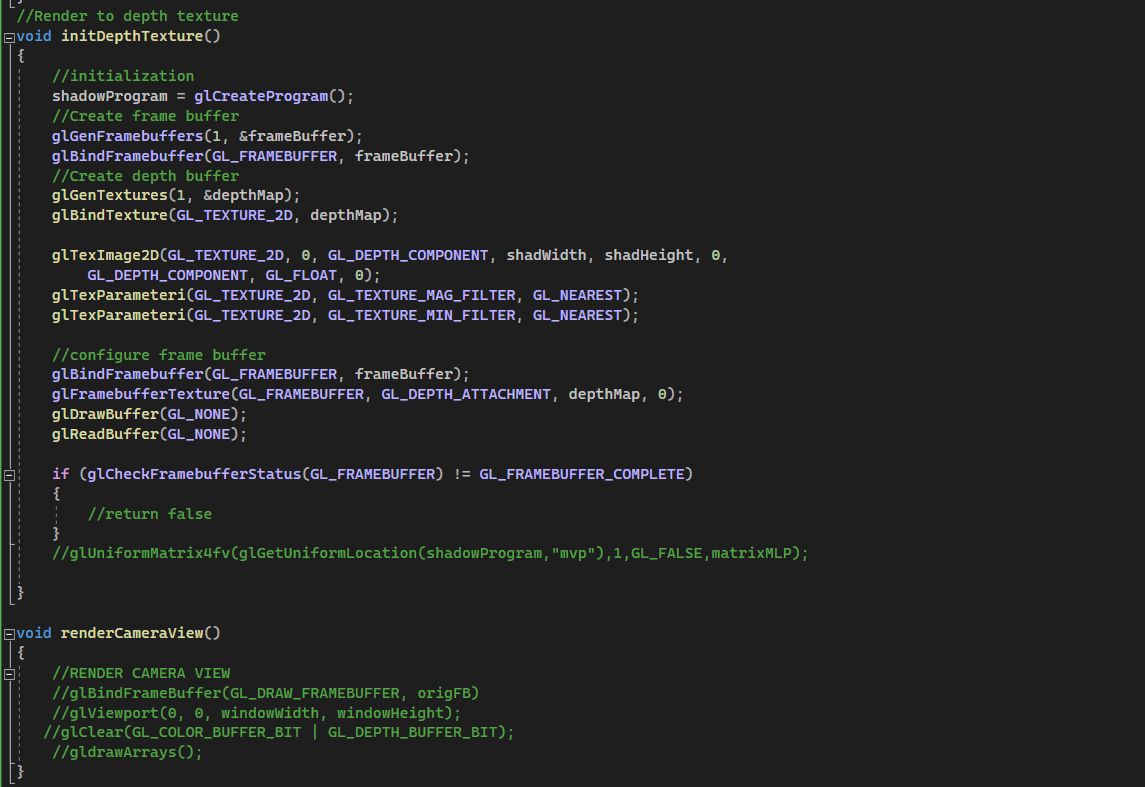 //Render to depth texture
void initDepthTexture()
{
    //initialization
    shadowProgram = glCreateProgram();
    //Create frame buffer
    glGenFramebuffers(1, &frameBuffer);
    glBindFramebuffer(GL_FRAMEBUFFER, frameBuffer);
    //Create depth buffer
    glGenTextures(1, &depthMap);
    glBindTexture(GL_TEXTURE_2D, depthMap);

    glTexImage2D(GL_TEXTURE_2D, 0, GL_DEPTH_COMPONENT, shadWidth, shadHeight, 0,
        GL_DEPTH_COMPONENT, GL_FLOAT, 0);
    glTexParameteri(GL_TEXTURE_2D, GL_TEXTURE_MAG_FILTER, GL_NEAREST);
    glTexParameteri(GL_TEXTURE_2D, GL_TEXTURE_MIN_FILTER, GL_NEAREST);

    //configure frame buffer
    glBindFramebuffer(GL_FRAMEBUFFER, frameBuffer);
    glFramebufferTexture(GL_FRAMEBUFFER, GL_DEPTH_ATTACHMENT, depthMap, 0);
    glDrawBuffer(GL_NONE);
    glReadBuffer(GL_NONE);

    if (glCheckFramebufferStatus(GL_FRAMEBUFFER) != GL_FRAMEBUFFER_COMPLETE)
    {
        //return false
    }
    //glUniformMatrix4fv(glGetUniformLocation(shadowProgram,"mvp"),1,GL_FALSE,matrixMLP);

}

void renderCameraView()
{
    //RENDER CAMERA VIEW
    //glBindFrameBuffer(GL_DRAW_FRAMEBUFFER, origFB)
    //glViewport(0, 0, windowWidth, windowHeight);
   //glClear(GL_COLOR_BUFFER_BIT | GL_DEPTH_BUFFER_BIT);
    //gldrawArrays();
}